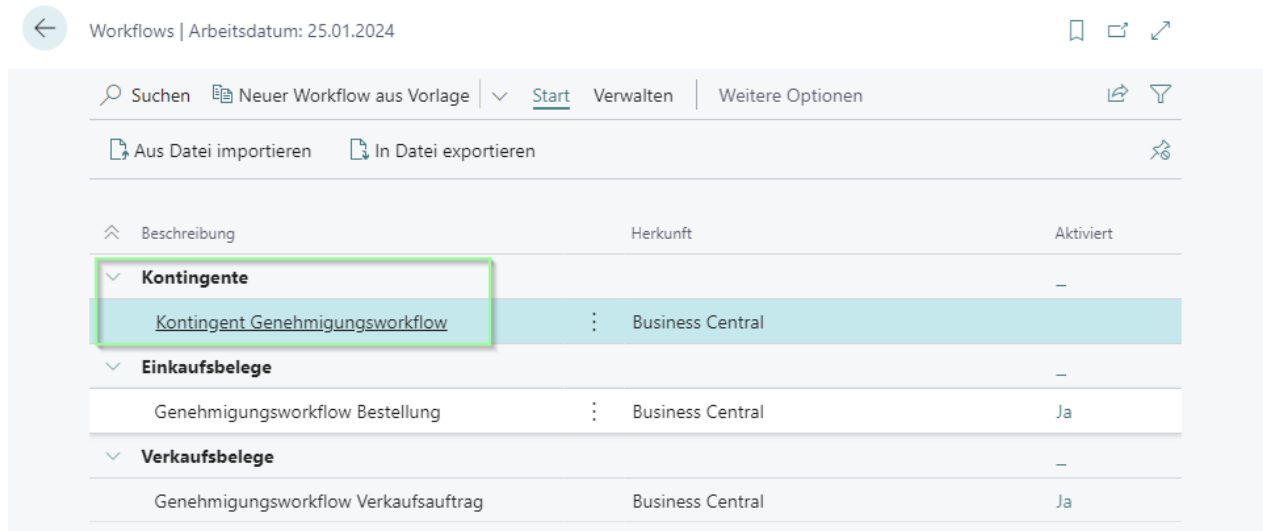 Workflows | Arbeitsdatum: 25.01.2024
Suchen Neuer Workflow aus Vorlage Start Verwalten Weitere Optionen
Aus Datei importieren In Datei exportieren
Beschreibung Herkunft Aktiviert
Kontingente _
Kontingent Genehmigungsworkflow Business Central
Einkaufsbelege _
Genehmigungsworkflow Bestellung Business Central Ja
Verkaufsbelege _
Genehmigungsworkflow Verkaufsauftrag Business Central Ja